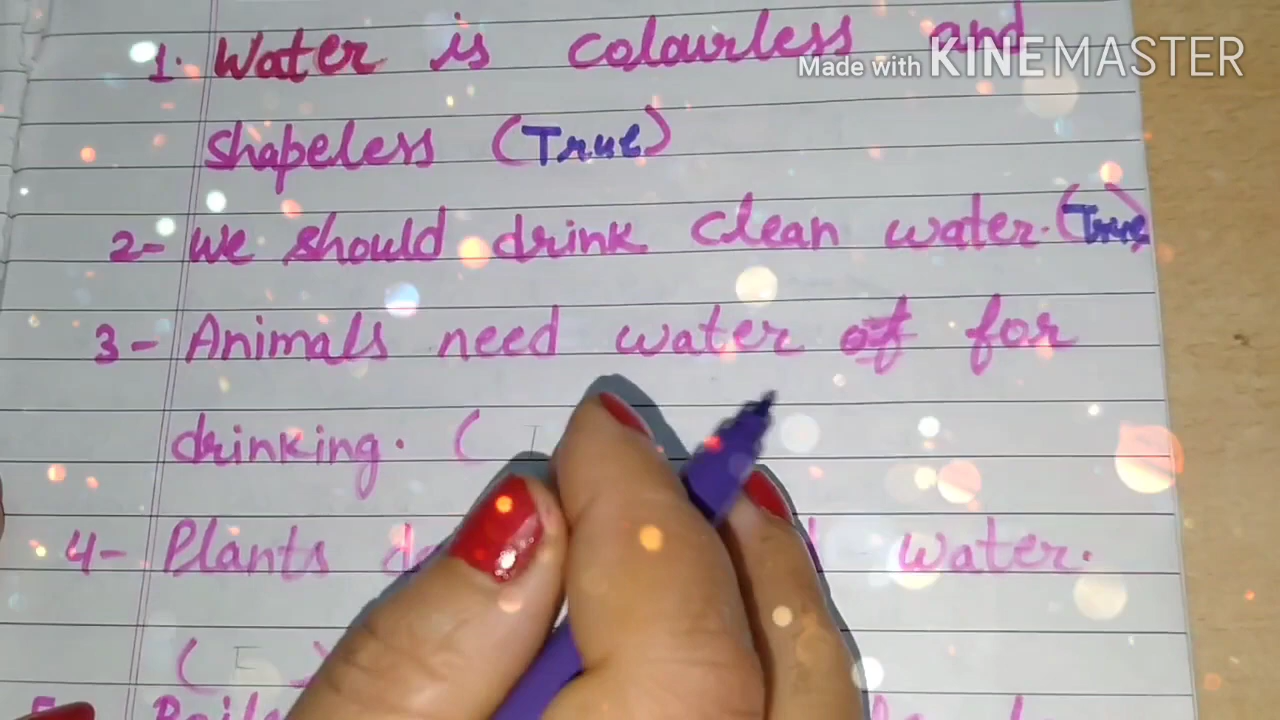 1. Water is colourless and
Made with KINEMASTER
shapeless (True)
2- We should drink clean water. (True)
3- Animals need water of for
drinking. ( T
4- Plants water.
( F )
5